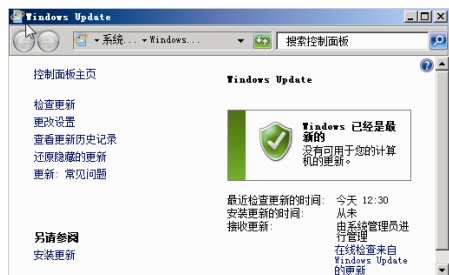 Windows Update
系统... Windows...
搜索控制面板
控制面板主页
检查更新
更改设置
查看更新历史记录
还原隐藏的更新
更新: 常见问题
另请参阅
安装更新
Windows Update
Windows 已经是最
新的
没有可用于您的计算
机的更新。
最近检查更新的时间: 今天 12:30
安装更新的时间: 从未
接收更新: 由系统管理员进
行管理
在线检查来自
Windows Update
的更新